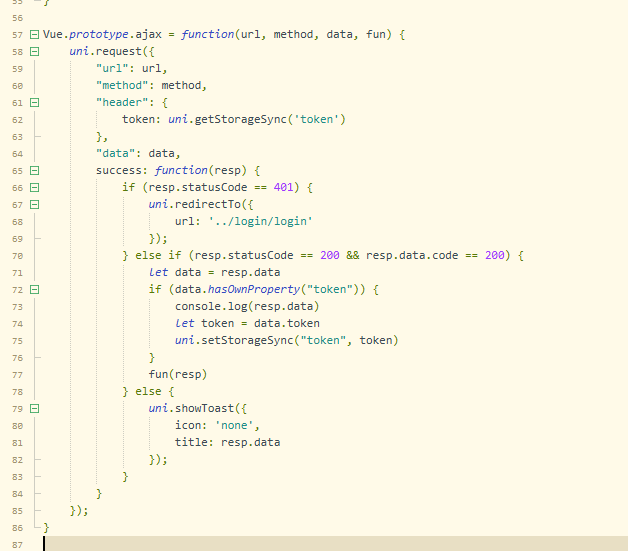 55 }
56
57 Vue.prototype.ajax = function(url, method, data, fun) {
58 uni.request({
59 "url": url,
60 "method": method,
61 "header": {
62 token: uni.getStorageSync('token')
63 },
64 "data": data,
65 success: function(resp) {
66 if (resp.statusCode == 401) {
67 uni.redirectTo({
68 url: '../login/login'
69 });
70 } else if (resp.statusCode == 200 && resp.data.code == 200) {
71 let data = resp.data
72 if (data.hasOwnProperty("token")) {
73 console.log(resp.data)
74 let token = data.token
75 uni.setStorageSync("token", token)
76 }
77 fun(resp)
78 } else {
79 uni.showToast({
80 icon: 'none',
81 title: resp.data
82 });
83 }
84 }
85 });
86 }
87